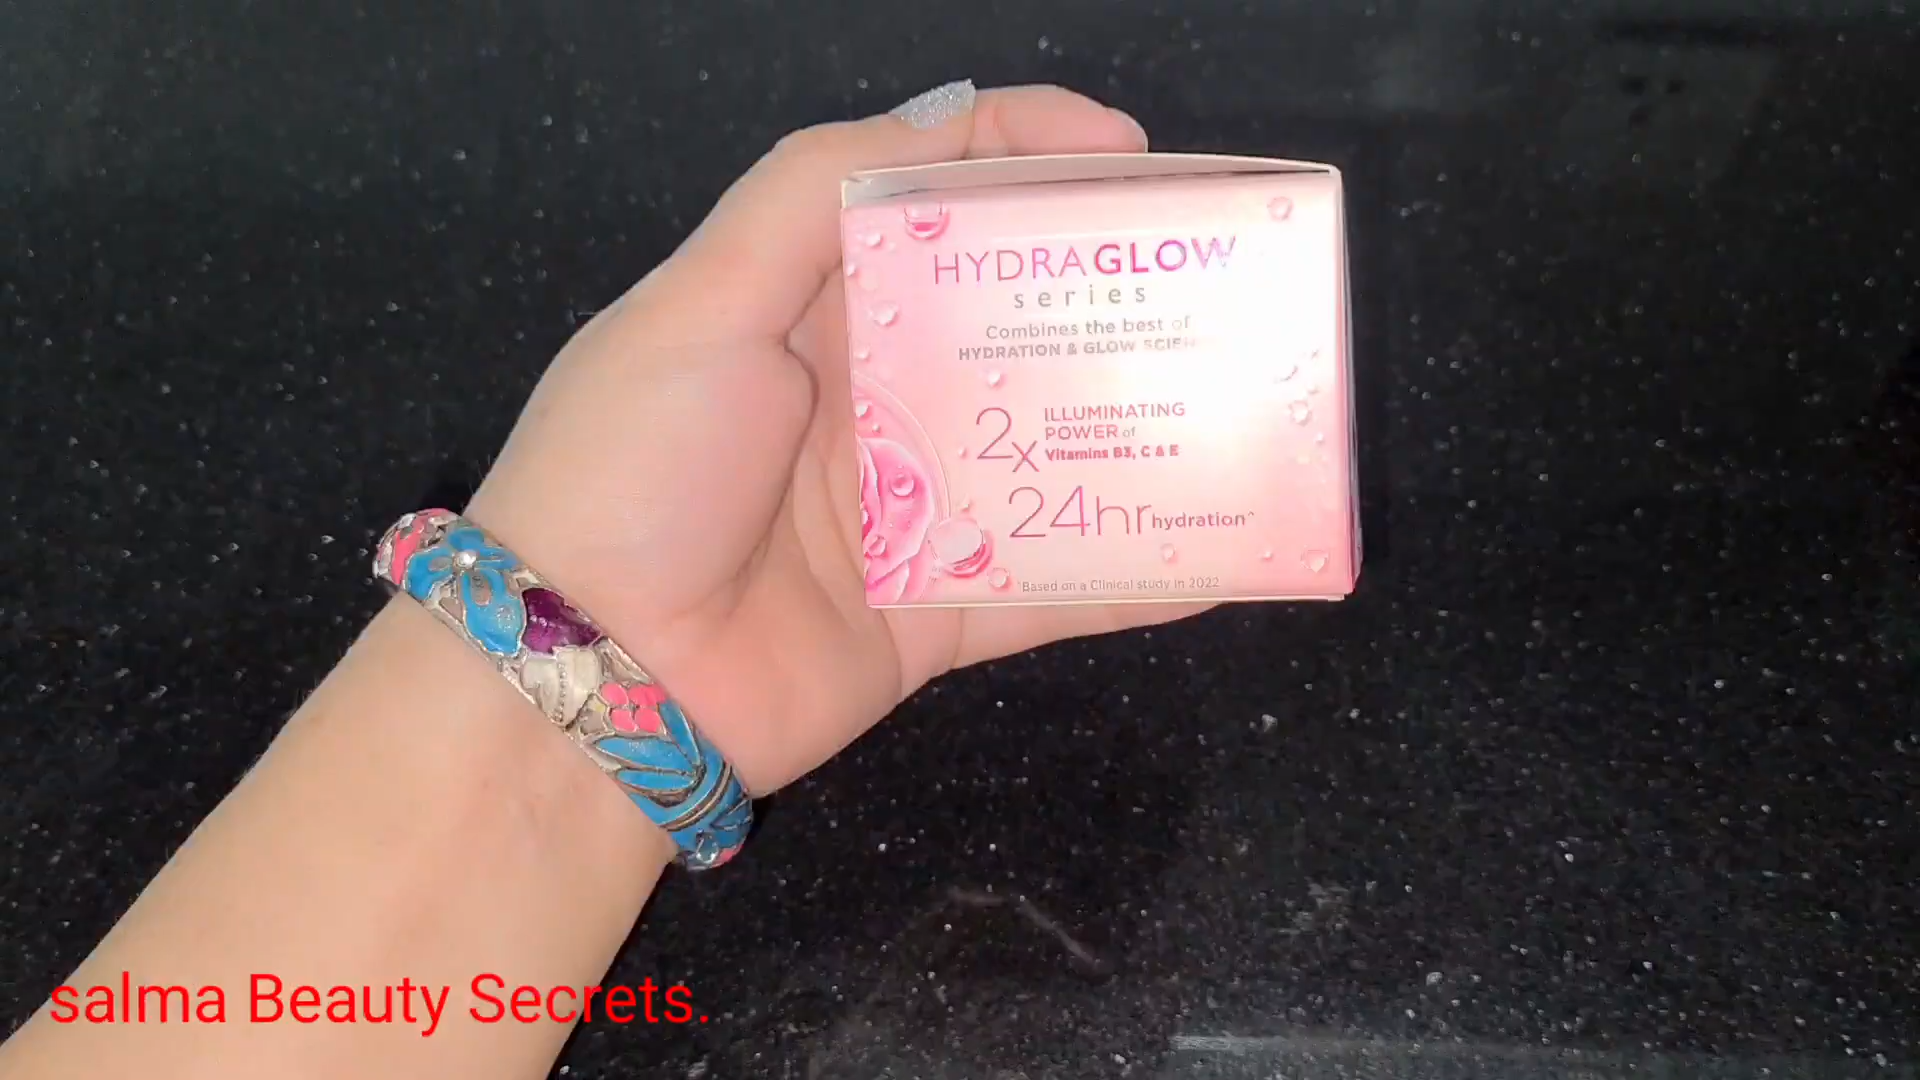 HYDRAGLOW
series
Combines the best of
HYDRATION & GLOW
2x
ILLUMINATING
POWER of
Vitamins B3, C & E
24hr hydration^
^Based on a Clinical study in 2022
salma Beauty Secrets.